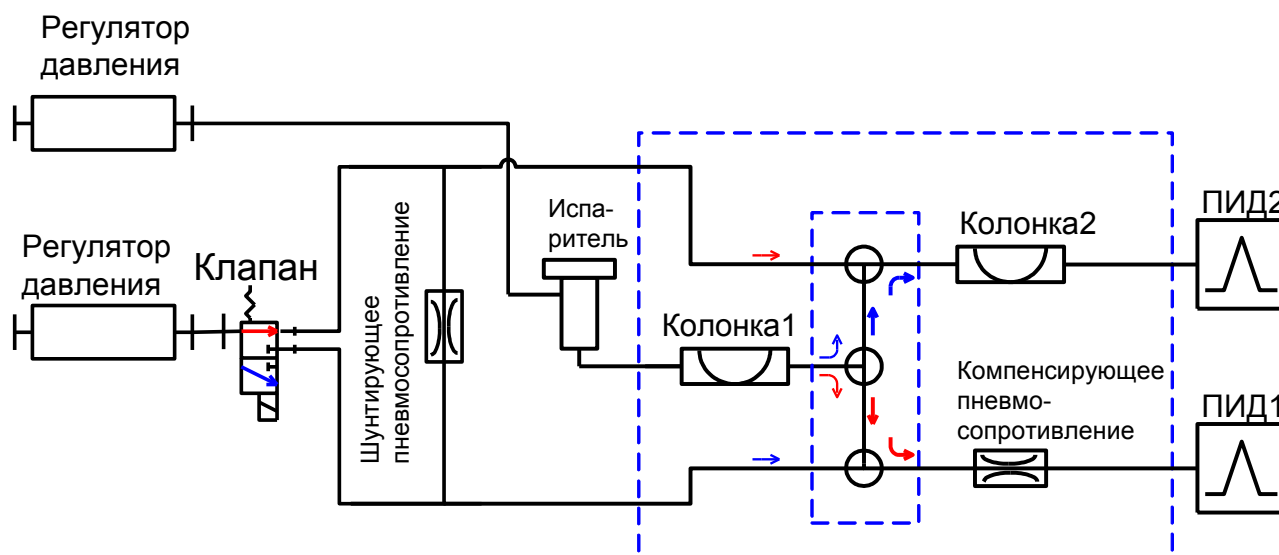 Регулятор
давления
Регулятор
давления
Клапан
Шунтирующее
пневмосопротивление
Испа-
ритель
Колонка1
Колонка2
ПИД2
Компенсирующее
пневмо-
сопротивление
ПИД1